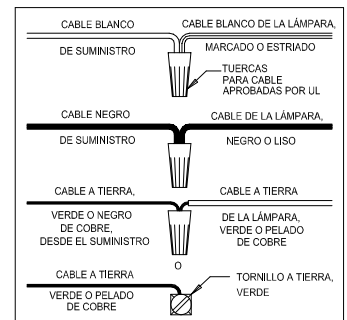 CABLE BLANCO
DE SUMINISTRO
CABLE BLANCO DE LA LÁMPARA,
MARCADO O ESTRIADO
TUERCAS
PARA CABLE
APROBADAS POR UL
CABLE NEGRO
DE SUMINISTRO
CABLE DE LA LÁMPARA,
NEGRO O LISO
CABLE A TIERRA,
VERDE O NEGRO
DE COBRE,
DESDE EL SUMINISTRO
CABLE A TIERRA
DE LA LÁMPARA,
VERDE O PELADO
DE COBRE
O
CABLE A TIERRA
VERDE O PELADO
DE COBRE
TORNILLO A TIERRA,
VERDE